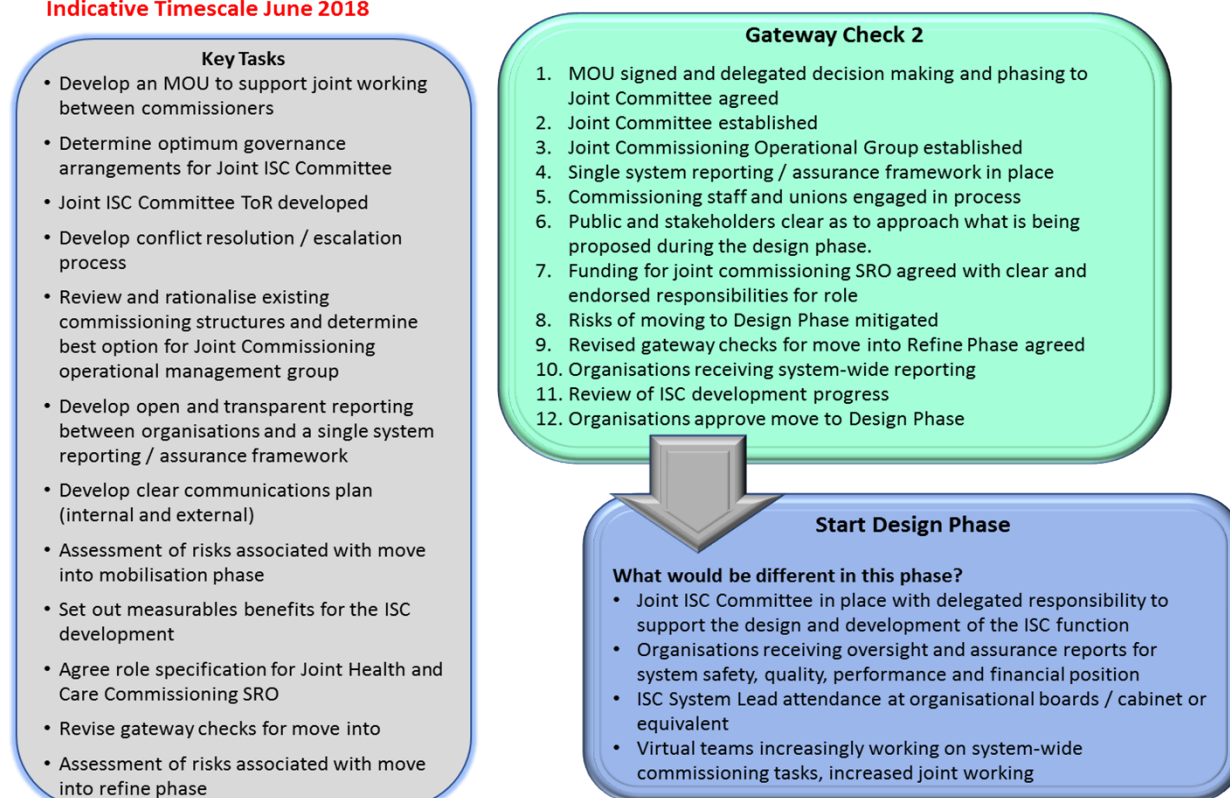 Indicative Timescale June 2018
Key Tasks
• Develop an MOU to support joint working
between commissioners
• Determine optimum governance
arrangements for Joint ISC Committee
• Joint ISC Committee ToR developed
• Develop conflict resolution / escalation
process
• Review and rationalise existing
commissioning structures and determine
best option for Joint Commissioning
operational management group
• Develop open and transparent reporting
between organisations and a single system
reporting / assurance framework
• Develop clear communications plan
(internal and external)
• Assessment of risks associated with move
into mobilisation phase
• Set out measurables benefits for the ISC
development
• Agree role specification for Joint Health and
Care Commissioning SRO
• Revise gateway checks for move into
• Assessment of risks associated with move
into refine phase
Gateway Check 2
1. MOU signed and delegated decision making and phasing to
Joint Committee agreed
2. Joint Committee established
3. Joint Commissioning Operational Group established
4. Single system reporting / assurance framework in place
5. Commissioning staff and unions engaged in process
6. Public and stakeholders clear as to approach what is being
proposed during the design phase.
7. Funding for joint commissioning SRO agreed with clear and
endorsed responsibilities for role
8. Risks of moving to Design Phase mitigated
9. Revised gateway checks for move into Refine Phase agreed
10. Organisations receiving system-wide reporting
11. Review of ISC development progress
12. Organisations approve move to Design Phase
Start Design Phase
What would be different in this phase?
• Joint ISC Committee in place with delegated responsibility to
support the design and development of the ISC function
• Organisations receiving oversight and assurance reports for
system safety, quality, performance and financial position
• ISC System Lead attendance at organisational boards / cabinet or
equivalent
• Virtual teams increasingly working on system-wide
commissioning tasks, increased joint working